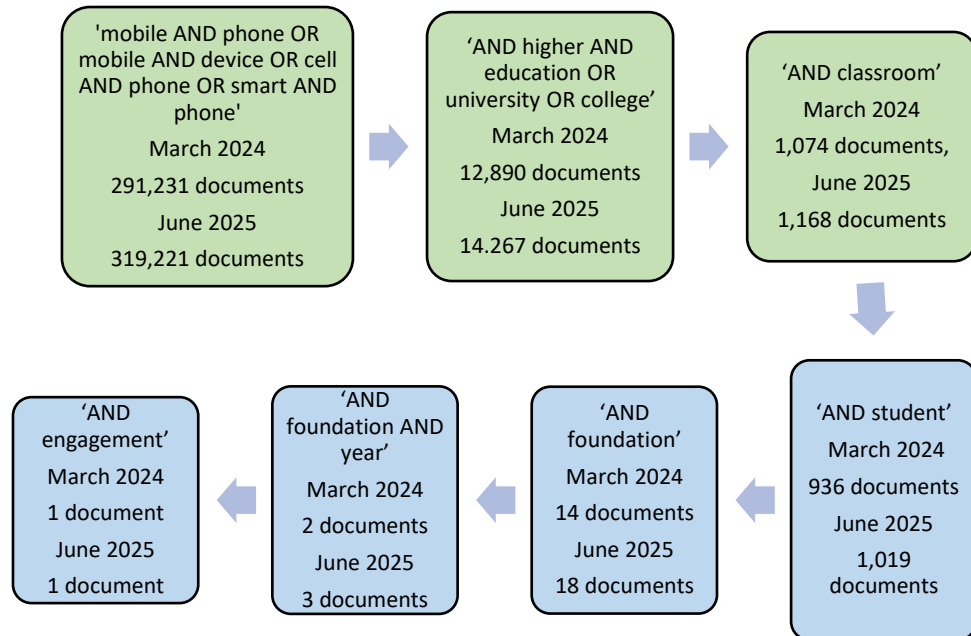 'mobile AND phone OR
mobile AND device OR cell
AND phone OR smart AND
phone'
March 2024
291,231 documents
June 2025
319,221 documents
‘AND higher AND
education OR
university OR college’
March 2024
12,890 documents
June 2025
14.267 documents
‘AND classroom’
March 2024
1,074 documents,
June 2025
1,168 documents
‘AND student’
March 2024
936 documents
June 2025
1,019
documents
‘AND
foundation’
March 2024
14 documents
June 2025
18 documents
‘AND
foundation AND
year’
March 2024
2 documents
June 2025
3 documents
‘AND
engagement’
March 2024
1 document
June 2025
1 document